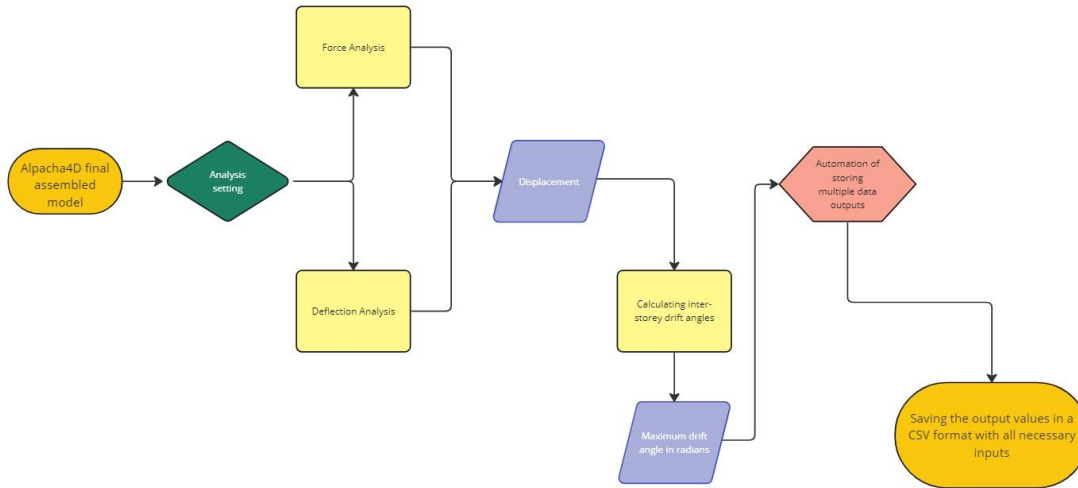 Force Analysis
Alpacha4D final
assembled
model
Analysis
setting
Deflection Analysis
Displacement
Calculating inter-
storey drift angles
Maximum drift
angle in radians
Automation of
storing
multiple data
outputs
Saving the output values in a
CSV format with all necessary
inputs